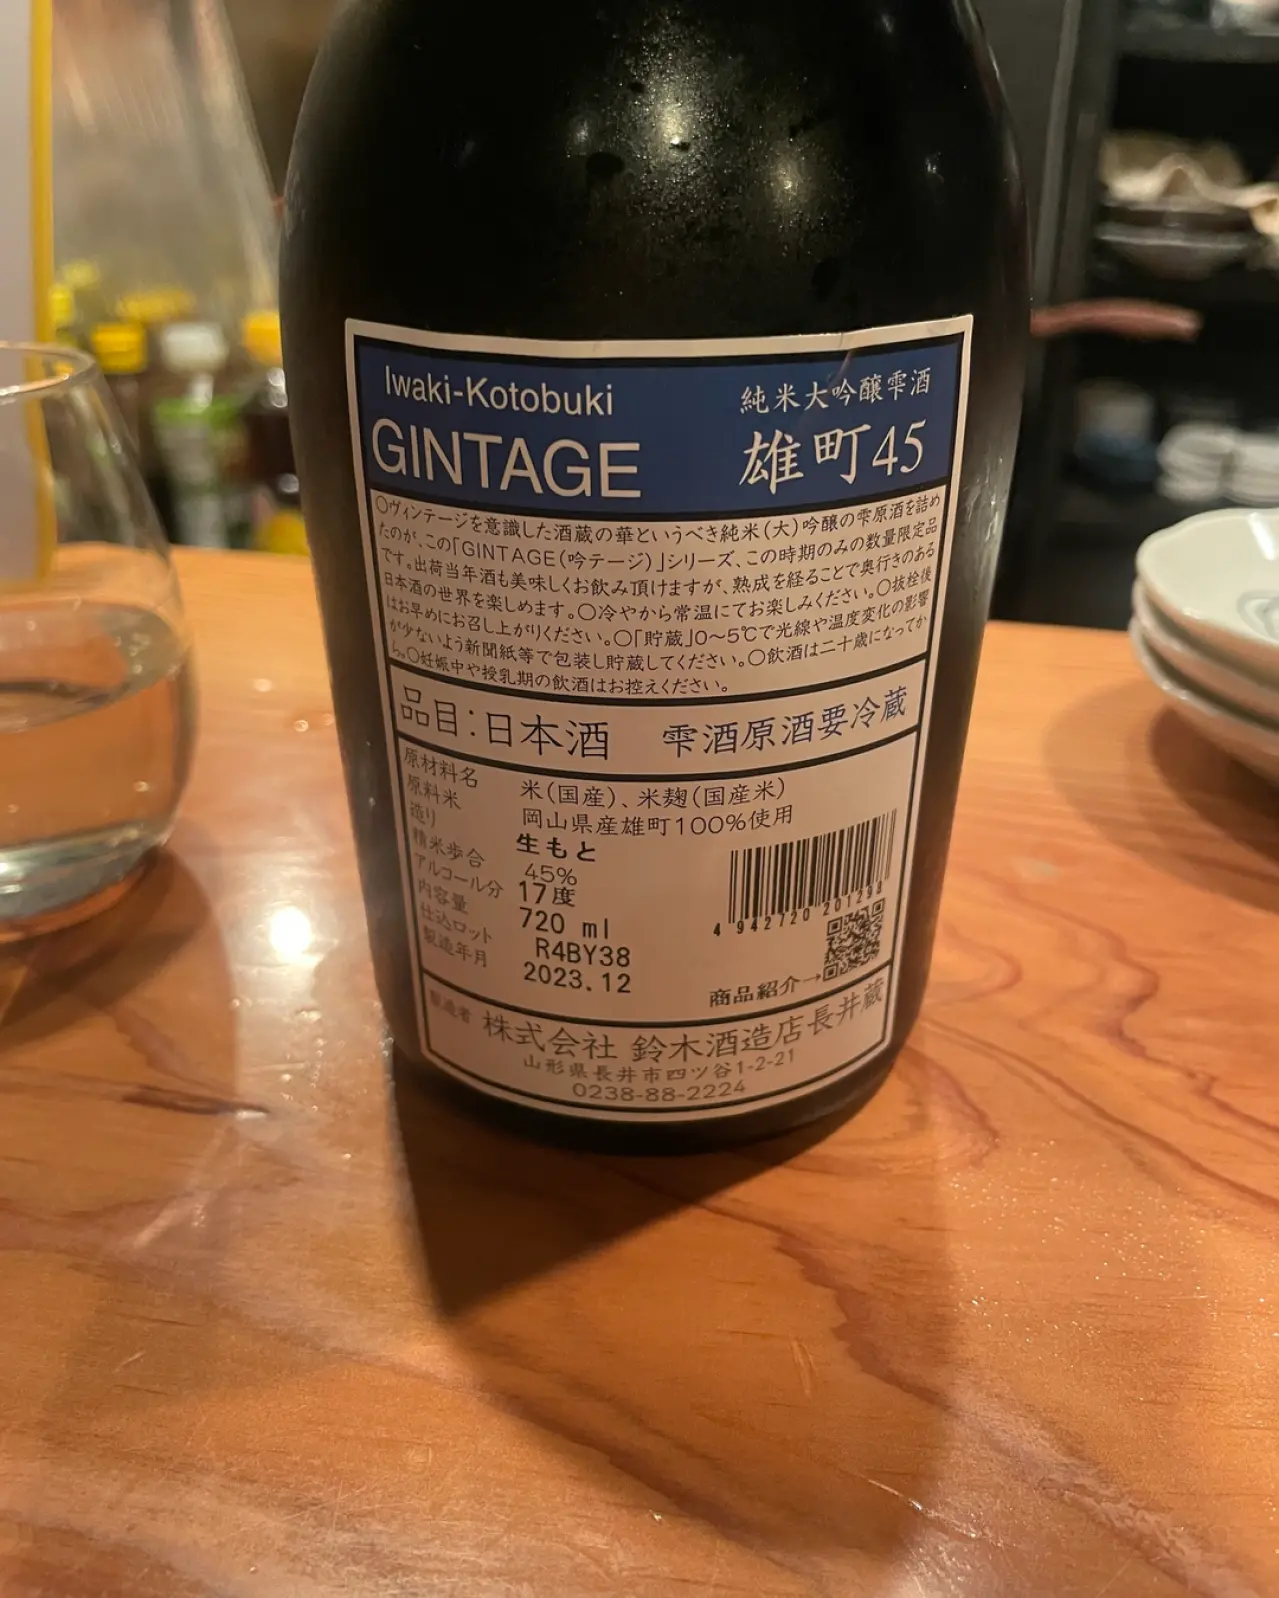 Iwaki-Kotobuki
純米大吟醸雫酒
GINTAGE
雄町45
○ヴィンテージを意識した酒蔵の華というべき純米(大)吟醸の雫原酒を詰め
たのが、この「GINTAGE(吟テージ)」シリーズ、この時期のみの数量限定品
です。出荷当年酒も美味しくお飲み頂けますが、熟成を経ることで奥行きのある
日本酒の世界を楽しめます。○冷やから常温にてお楽しみください。○抜栓後
はお早めにお召し上がりください。○「貯蔵」0~5℃で光線や温度変化の影響
が少ないよう新聞紙等で包装し貯蔵してください。○飲酒は二十歳になってか
ら。○妊娠中や授乳期の飲酒はお控えください。
品目:日本酒 雫酒原酒要冷蔵
原材料名 米(国産)、米麹(国産米)
原料米 岡山県産雄町100%使用
造り 生もと
精米歩合 45%
アルコール分 17度
内容量 720 ml
仕込ロット R4BY38
製造年月 2023.12
4 942720 201298
商品紹介→
製造者 株式会社 鈴木酒造店長井蔵
山形県長井市四ツ谷1-2-21
0238-88-2224